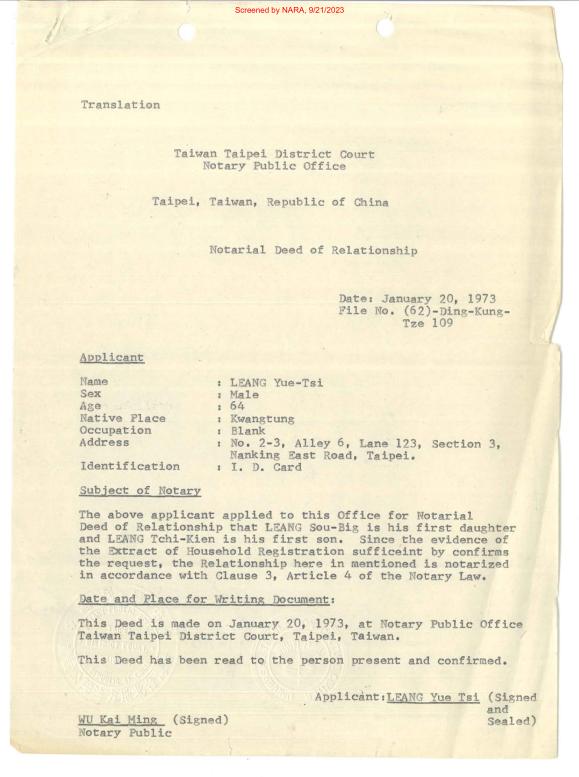 Screened by NARA, 9/21/2023
Translation
Taiwan Taipei District Court
Notary Public Office
Taipei, Taiwan, Republic of China
Notarial Deed of Relationship
Date: January 20, 1973
File No. (62)-Ding-Kung-
Tze 109
Applicant
Name : LEANG Yue-Tsi
Sex : Male
Age : 64
Native Place : Kwangtung
Occupation : Blank
Address : No. 2-3, Alley 6, Lane 123, Section 3,
Nanking East Road, Taipei.
Identification : I. D. Card
Subject of Notary
The above applicant applied to this Office for Notarial
Deed of Relationship that LEANG Sou-Big is his first daughter
and LEANG Tchi-Kien is his first son. Since the evidence of
the Extract of Household Registration sufficeint by confirms
the request, the Relationship here in mentioned is notarized
in accordance with Clause 3, Article 4 of the Notary Law.
Date and Place for Writing Document:
This Deed is made on January 20, 1973, at Notary Public Office
Taiwan Taipei District Court, Taipei, Taiwan.
This Deed has been read to the person present and confirmed.
Applicant:LEANG Yue Tsi (Signed
and
WU Kai Ming (Signed) Sealed)
Notary Public